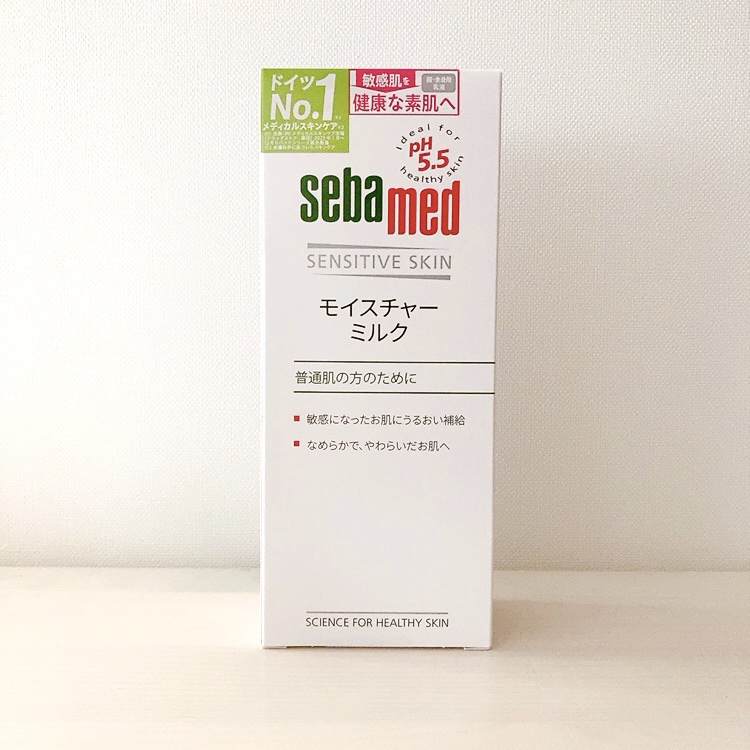 ドイツ
No.1
メディカルスキンケア※2
敏感肌を
健康な素肌へ
顔・全身用
乳液
ideal for
pH
5.5
healthy skin
sebamed
SENSITIVE SKIN
モイスチャー
ミルク
普通肌の方のために
敏感になったお肌にうるおい補給
なめらかで、やわらいだお肌へ
SCIENCE FOR HEALTHY SKIN